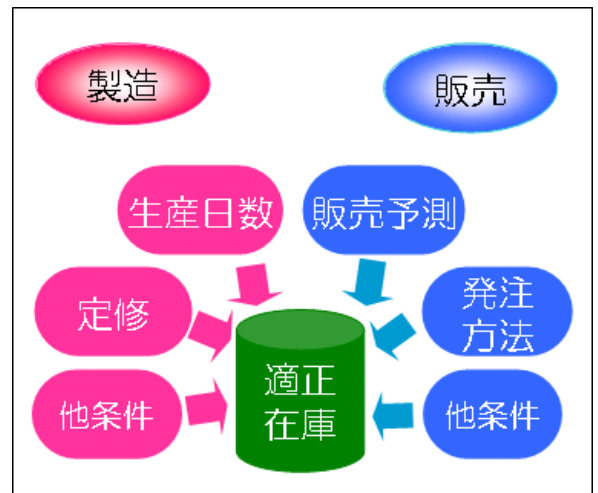 製造
販売
生産日数
販売予測
定修
発注
方法
適正
在庫
他条件
他条件